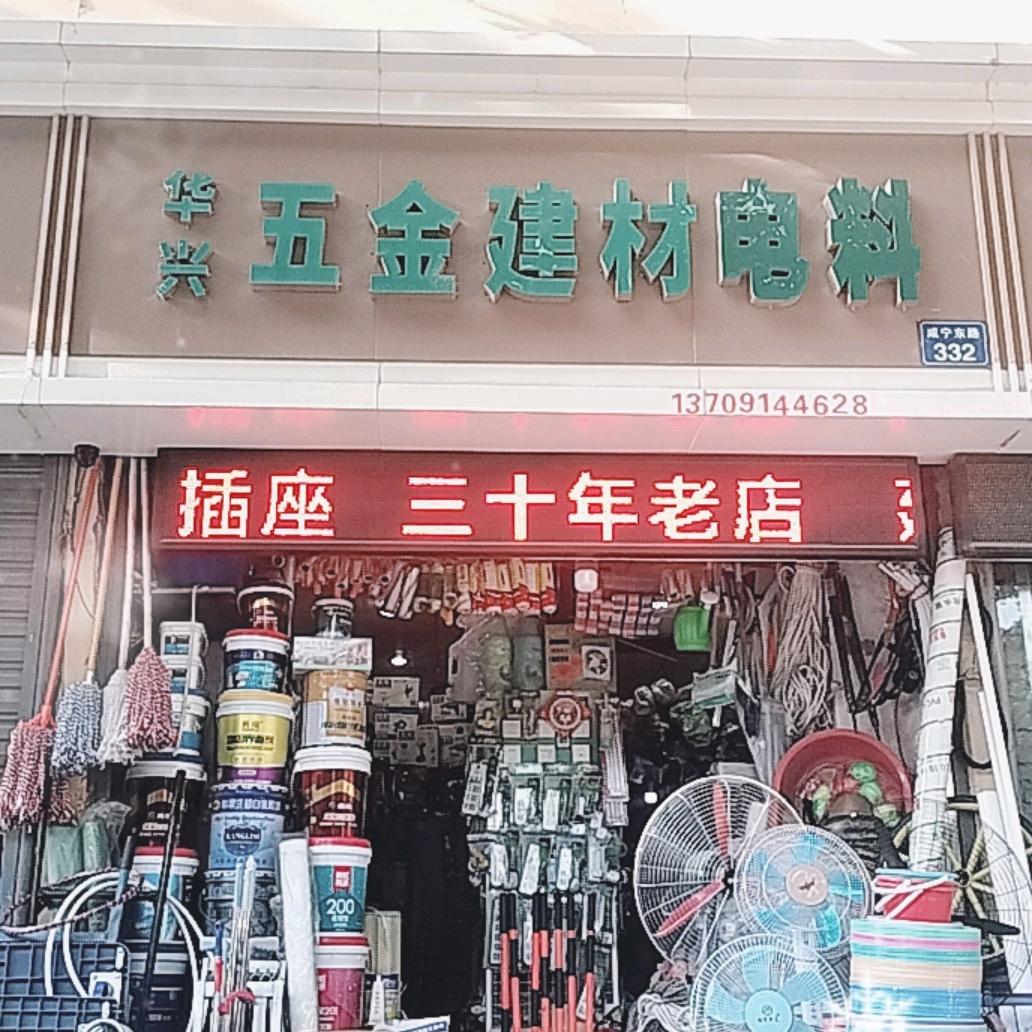 华兴
五金建材电料
咸宁东路
332
13709144628
插座 三十年老店
200